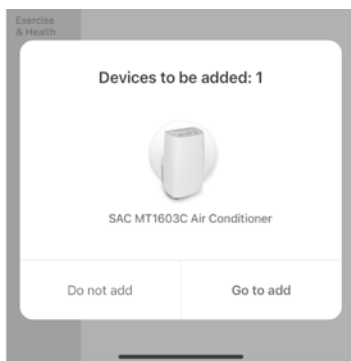 Exercise
& Health
Devices to be added: 1
SAC MT1603C Air Conditioner
Do not add
Go to add